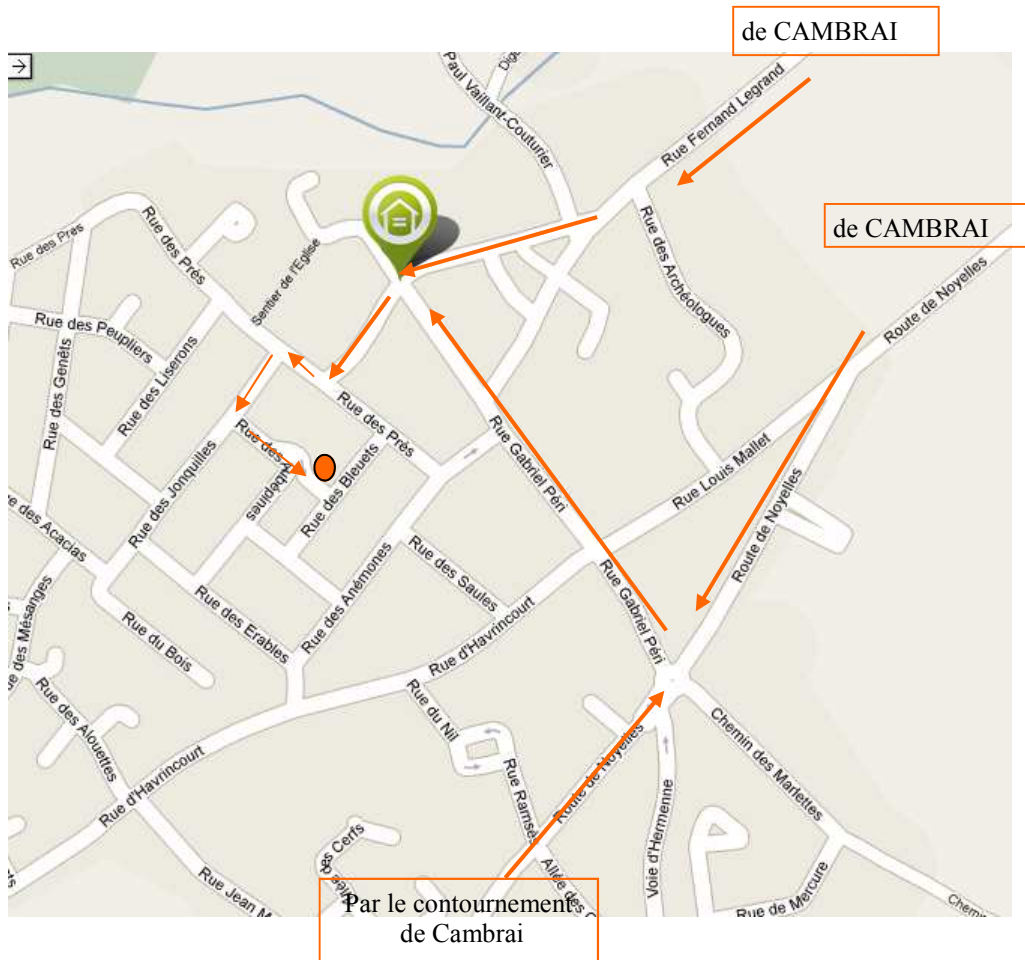 de CAMBRAI
→
Paul Vaillant-Couturier
Rue Fernand Legrand
de CAMBRAI
Rue des Prés
Rue des Prés
Sentier de l'Eglise
Rue des Archéologues
Route de Noyelles
Rue des Peupliers
Rue des Liserons
Rue des Genêts
Rue des Prés
Rue des Aubépines
Rue des Bleuets
Rue des Jonquilles
Rue Gabriel Péri
Rue Louis Mallet
Route de Noyelles
des Acacias
Rue des Anémones
Rue des Saules
Rue Gabriel Péri
des Mésanges
Rue des Erables
Rue du Bois
Rue d'Havrincourt
Rue du Nil
Rue des Alouettes
Rue d'Havrincourt
Route de Noyelles
Chemin des Marlettes
Rue Ramsès
Voie d'Hermenne
des Cerfs
Rue Jean
Allée des
Rue de Mercure
Par le contournement
de Cambrai